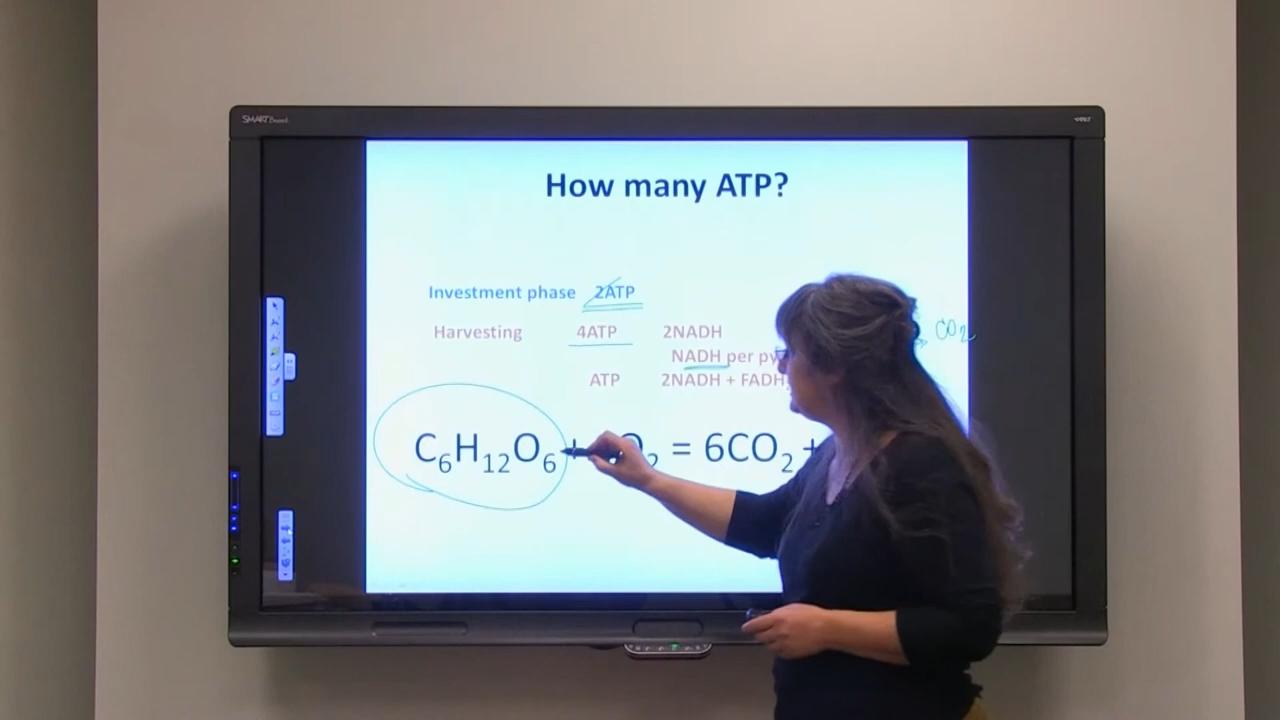 SMART Board
How many ATP?
Investment phase 2ATP
Harvesting 4ATP 2NADH
CO2
NADH per py
ATP 2NADH + FADH
C6H12O6 + O2 = 6CO2 +